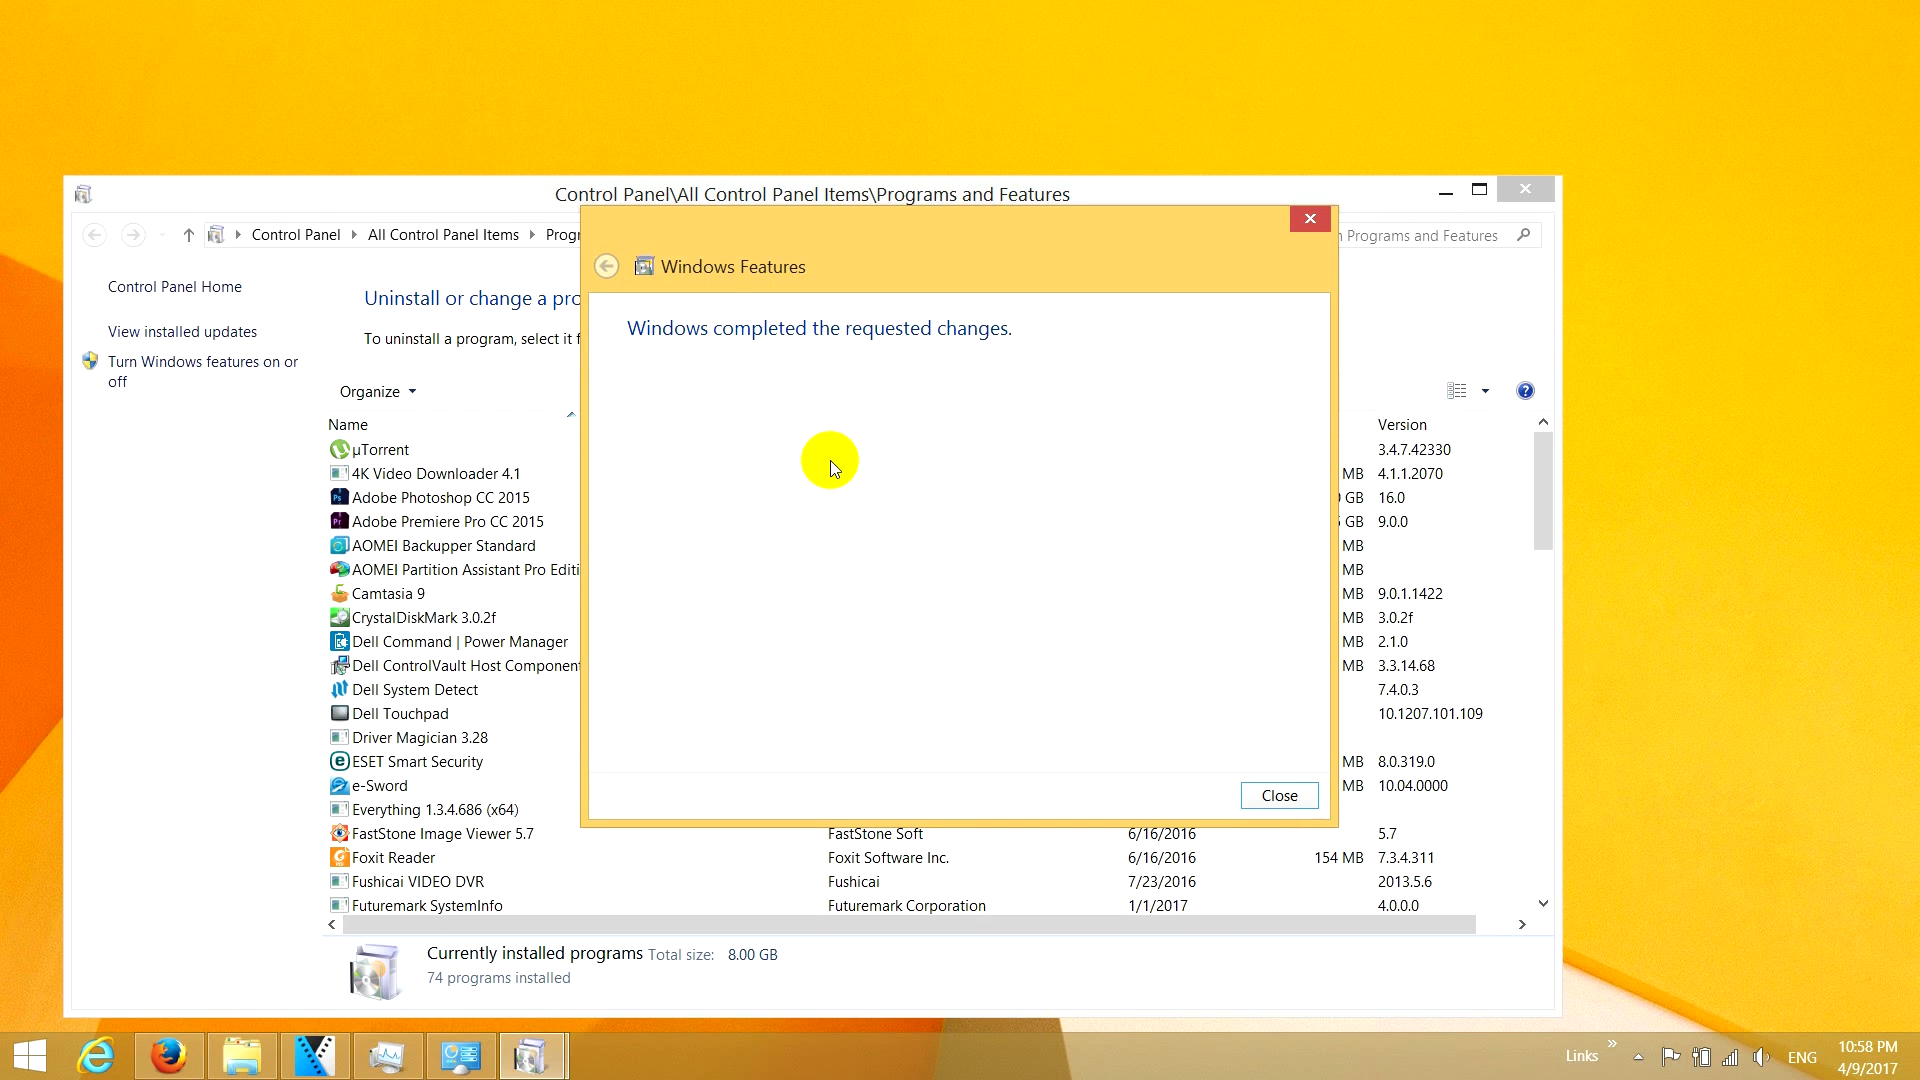 Control Panel\All Control Panel Items\Programs and Features
Control Panel
All Control Panel Items
Programs and Features
Windows Features
Control Panel Home
View installed updates
Turn Windows features on or
off
Uninstall or change a
To uninstall a program, select it
Windows completed the requested changes.
Organize
Name Version
µTorrent 3.4.7.42330
4K Video Downloader 4.1 MB 4.1.1.2070
Adobe Photoshop CC 2015 GB 16.0
Adobe Premiere Pro CC 2015 GB 9.0.0
AOMEI Backupper Standard MB
AOMEI Partition Assistant Pro Editi MB
Camtasia 9 MB 9.0.1.1422
CrystalDiskMark 3.0.2f MB 3.0.2f
Dell Command | Power Manager MB 2.1.0
Dell ControlVault Host Component MB 3.3.14.68
Dell System Detect 7.4.0.3
Dell Touchpad 10.1207.101.109
Driver Magician 3.28
ESET Smart Security MB 8.0.319.0
e-Sword MB 10.04.0000
Everything 1.3.4.686 (x64)
Close
FastStone Image Viewer 5.7 FastStone Soft 6/16/2016 5.7
Foxit Reader Foxit Software Inc. 6/16/2016 154 MB 7.3.4.311
Fushicai VIDEO DVR Fushicai 7/23/2016 2013.5.6
Futuremark SystemInfo Futuremark Corporation 1/1/2017 4.0.0.0
Currently installed programs Total size: 8.00 GB
74 programs installed
Links
ENG
10:58 PM
4/9/2017